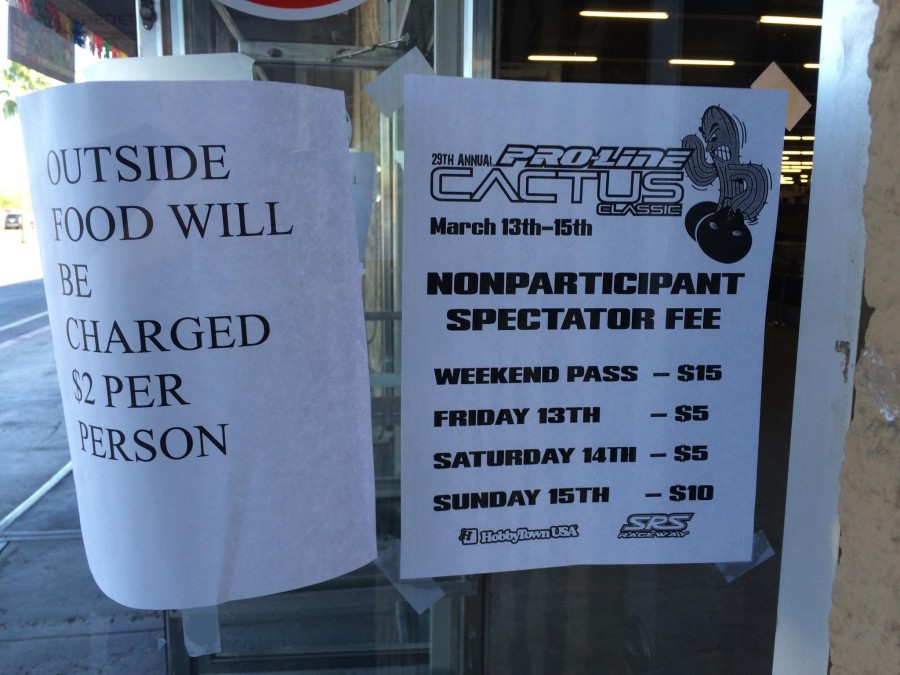 OUTSIDE
FOOD WILL
BE
CHARGED
$2 PER
PERSON
29TH ANNUAL PRO-LINE
CACTUS
CLASSIC
March 13th-15th
NONPARTICIPANT
SPECTATOR FEE
WEEKEND PASS – $15
FRIDAY 13TH – $5
SATURDAY 14TH – $5
SUNDAY 15TH – $10
HobbyTown USA
SRS
RACEWAY